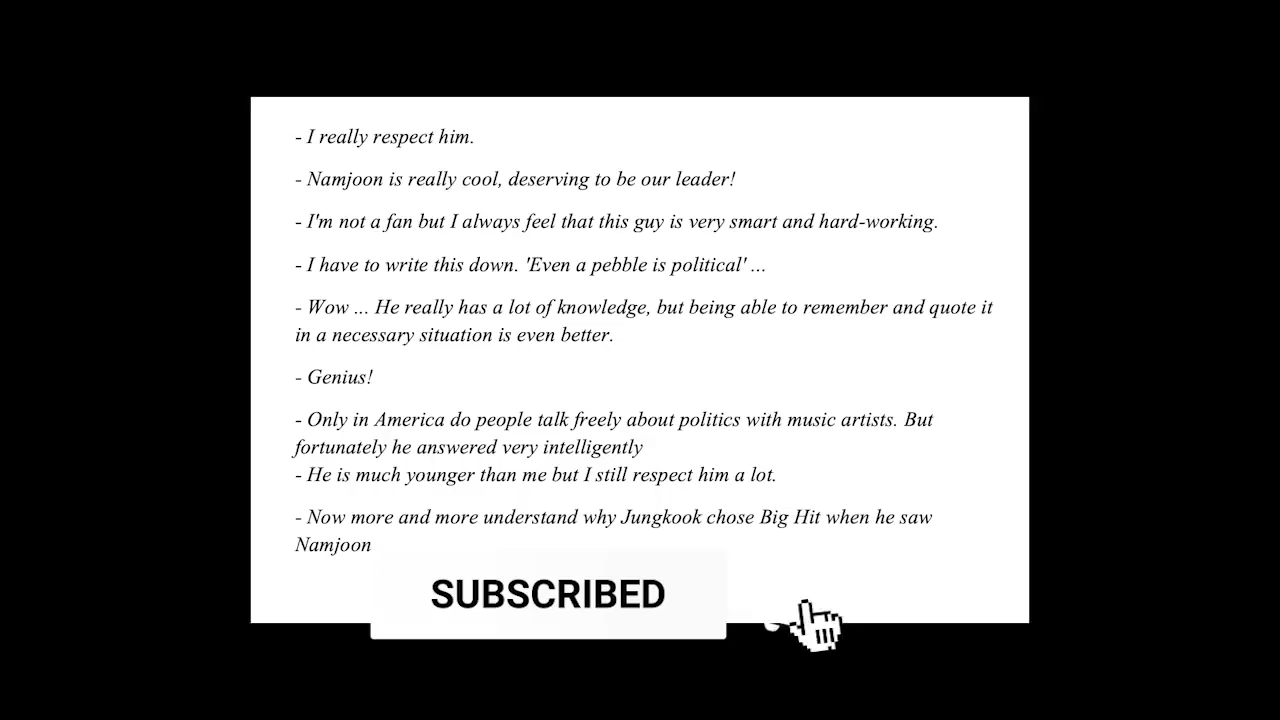 - I really respect him.
- Namjoon is really cool, deserving to be our leader!
- I'm not a fan but I always feel that this guy is very smart and hard-working.
- I have to write this down. 'Even a pebble is political' ...
- Wow ... He really has a lot of knowledge, but being able to remember and quote it
in a necessary situation is even better.
- Genius!
- Only in America do people talk freely about politics with music artists. But
fortunately he answered very intelligently
- He is much younger than me but I still respect him a lot.
- Now more and more understand why Jungkook chose Big Hit when he saw
Namjoon
SUBSCRIBED